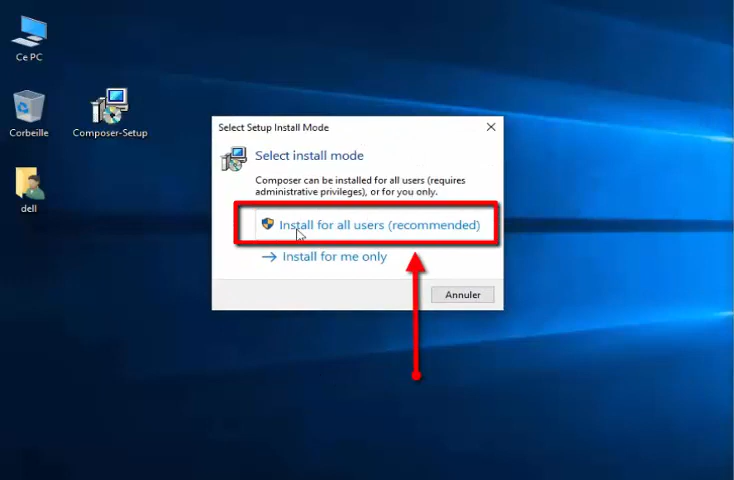 Ce PC
Corbeille
Composer-Setup
dell
Select Setup Install Mode
Select install mode
Composer can be installed for all users (requires
administrative privileges), or for you only.
Install for all users (recommended)
Install for me only
Annuler